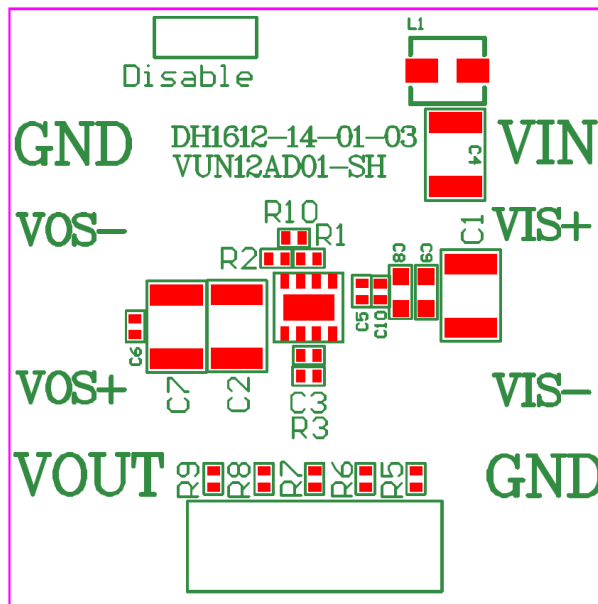 L1
Disable
GND
DH1612-14-01-03
VUN12AD01-SH
C4
VIN
VOS-
R10
R1
R2
VIS+
C1
C8
C9
C5
C10
C6
VOS+
C7
C2
C3
R3
VIS-
VOUT
R9
R8
R7
R6
R5
GND